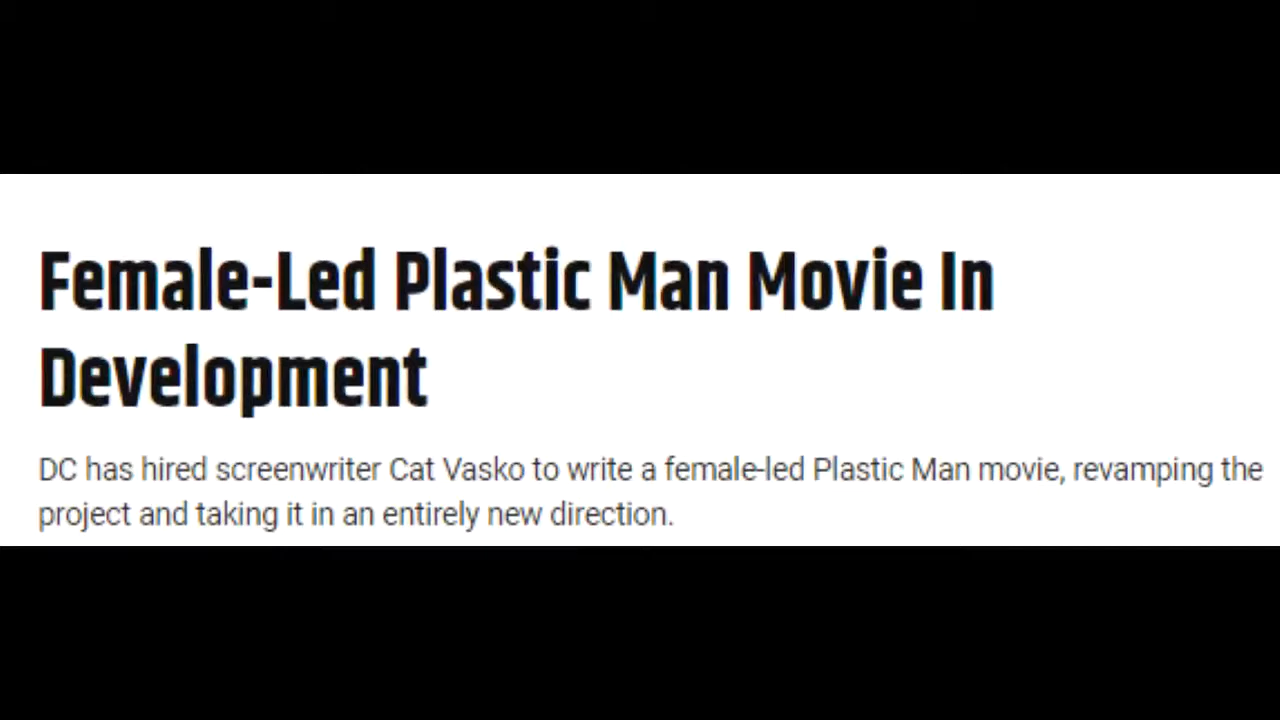 Female-Led Plastic Man Movie In
Development
DC has hired screenwriter Cat Vasko to write a female-led Plastic Man movie, revamping the
project and taking it in an entirely new direction.